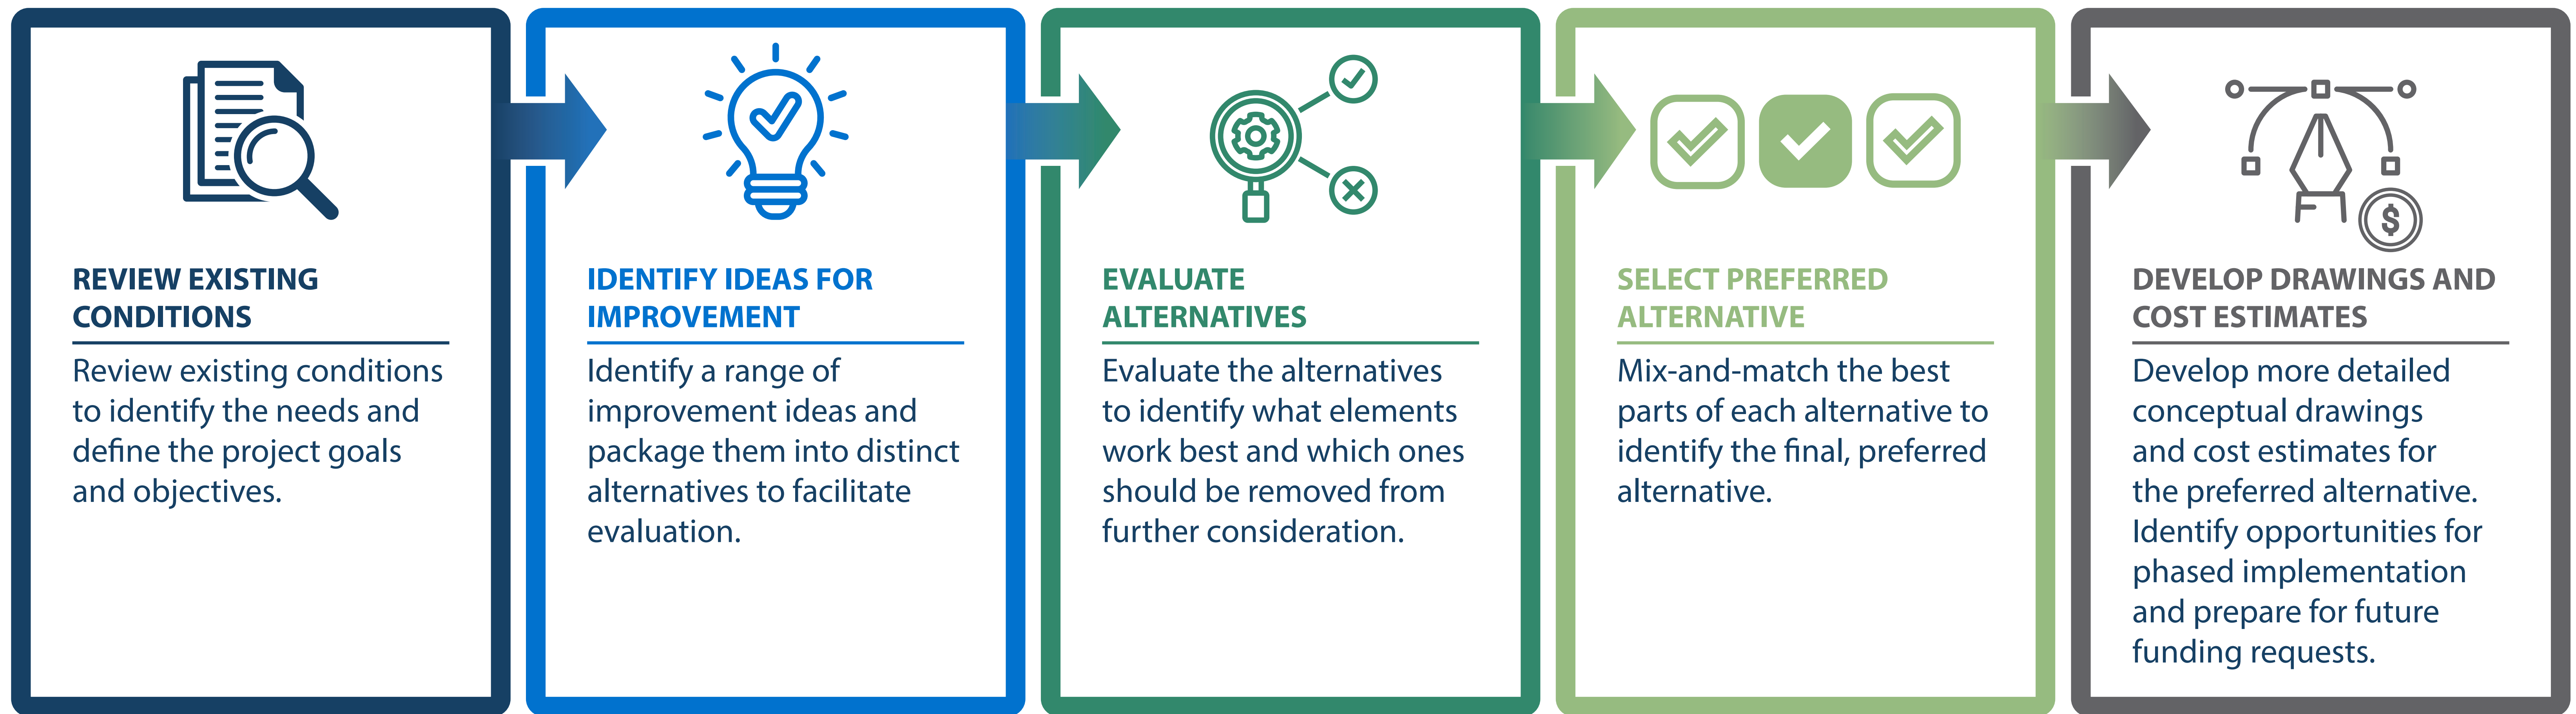 REVIEW EXISTING
CONDITIONS
Review existing conditions
to identify the needs and
define the project goals
and objectives.
IDENTIFY IDEAS FOR
IMPROVEMENT
Identify a range of
improvement ideas and
package them into distinct
alternatives to facilitate
evaluation.
EVALUATE
ALTERNATIVES
Evaluate the alternatives
to identify what elements
work best and which ones
should be removed from
further consideration.
SELECT PREFERRED
ALTERNATIVE
Mix-and-match the best
parts of each alternative to
identify the final, preferred
alternative.
$
DEVELOP DRAWINGS AND
COST ESTIMATES
Develop more detailed
conceptual drawings
and cost estimates for
the preferred alternative.
Identify opportunities for
phased implementation
and prepare for future
funding requests.